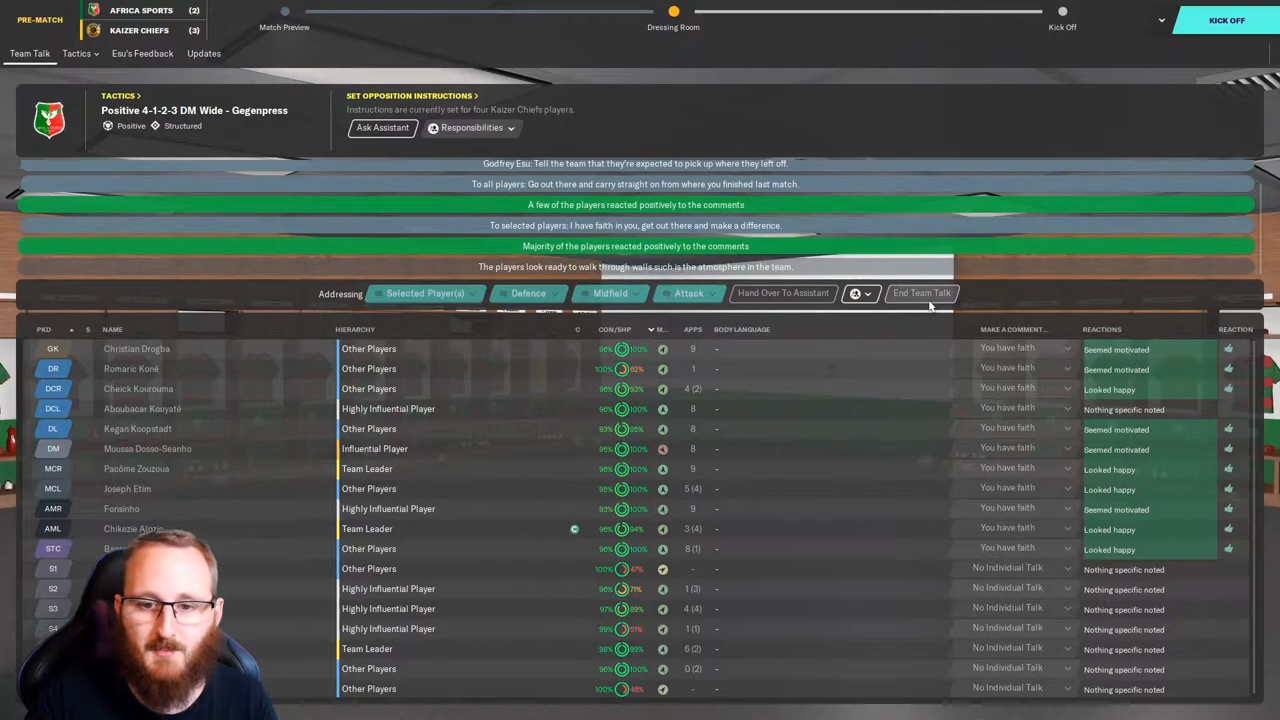 PRE-MATCH
AFRICA SPORTS (2)
KAIZER CHIEFS (3)
Match Preview
Dressing Room
Kick Off
KICK OFF
Team Talk Tactics Esu's Feedback Updates
TACTICS >
Positive 4-1-2-3 DM Wide - Gegenpress
Positive Structured
SET OPPOSITION INSTRUCTIONS >
Instructions are currently set for four Kaizer Chiefs players.
Ask Assistant Responsibilities
Godfrey Esu: Tell the team that they're expected to pick up where they left off.
To all players: Go out there and carry straight on from where you finished last match.
A few of the players reacted positively to the comments
To selected players: I have faith in you, get out there and make a difference.
Majority of the players reacted positively to the comments
The players look ready to walk through walls such is the atmosphere in the team.
Addressing Selected Player(s) Defence Midfield Attack Hand Over To Assistant End Team Talk
PKD S NAME HIERARCHY C CON/SHP M... APPS BODY LANGUAGE MAKE A COMMENT... REACTIONS REACTION
GK Christian Drogba Other Players 96% 100% 9 - You have faith Seemed motivated
DR Romaric Koné Other Players 100% 62% 1 - You have faith Seemed motivated
DCR Cheick Kourouma Other Players 96% 93% 4 (2) - You have faith Looked happy
DCL Aboubacar Kouyaté Highly Influential Player 96% 100% 8 - You have faith Nothing specific noted
DL Kegan Koopstadt Other Players 93% 95% 8 - You have faith Seemed motivated
DM Moussa Dosso-Seanho Influential Player 95% 100% 8 - You have faith Seemed motivated
MCR Pacôme Zouzoua Team Leader 96% 100% 9 - You have faith Looked happy
MCL Joseph Etim Other Players 95% 100% 5 (4) - You have faith Looked happy
AMR Fonsinho Highly Influential Player 93% 100% 9 - You have faith Seemed motivated
AML Chikezie Alozie Team Leader C 96% 94% 3 (4) - You have faith Looked happy
STC Other Players 96% 100% 8 (1) - You have faith Looked happy
S1 Other Players 100% 47% - - No Individual Talk Nothing specific noted
S2 Highly Influential Player 96% 71% 1 (3) - No Individual Talk Nothing specific noted
S3 Highly Influential Player 97% 89% 4 (4) - No Individual Talk Nothing specific noted
S4 Highly Influential Player 99% 51% 1 (1) - No Individual Talk Nothing specific noted
Team Leader 98% 99% 6 (2) - No Individual Talk Nothing specific noted
Other Players 96% 100% 0 (2) - No Individual Talk Nothing specific noted
Other Players 100% 46% - - No Individual Talk Nothing specific noted